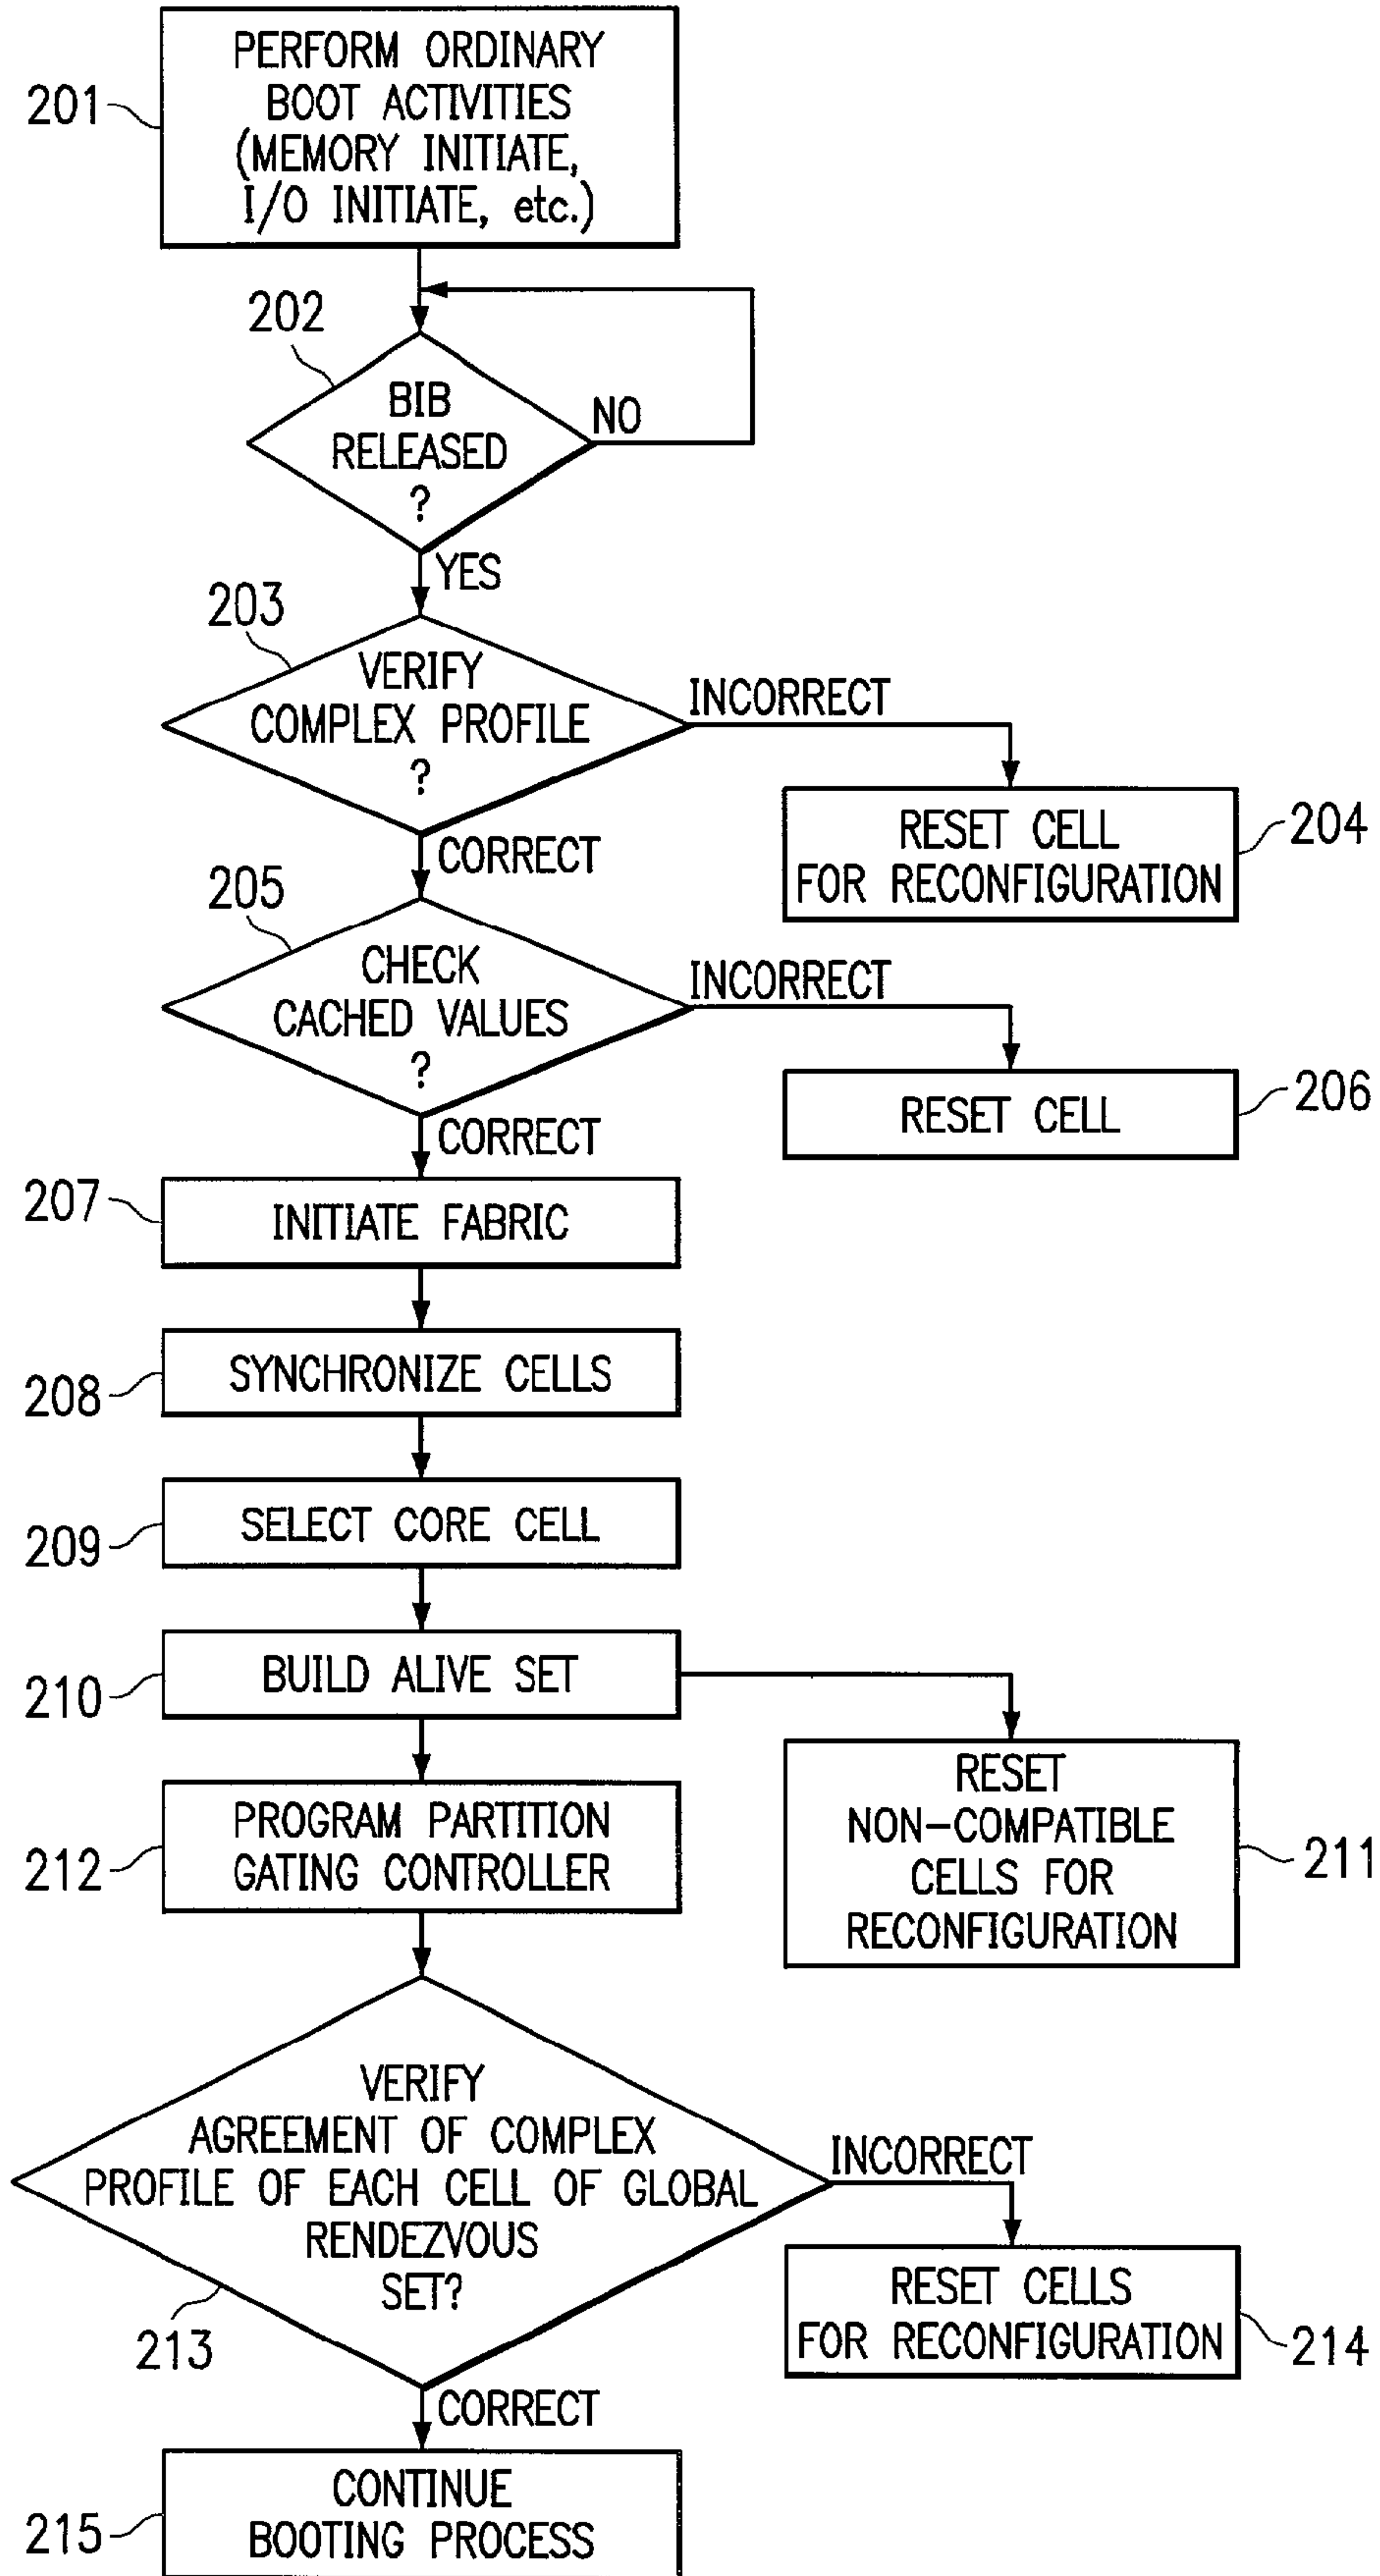 201
PERFORM ORDINARY
BOOT ACTIVITIES
(MEMORY INITIATE,
I/O INITIATE, etc.)
202
BIB
RELEASED
?
NO
YES
203
VERIFY
COMPLEX PROFILE
?
INCORRECT
RESET CELL
FOR RECONFIGURATION
204
CORRECT
205
CHECK
CACHED VALUES
?
INCORRECT
RESET CELL
206
CORRECT
207
INITIATE FABRIC
208
SYNCHRONIZE CELLS
209
SELECT CORE CELL
210
BUILD ALIVE SET
RESET
NON-COMPATIBLE
CELLS FOR
RECONFIGURATION
211
212
PROGRAM PARTITION
GATING CONTROLLER
VERIFY
AGREEMENT OF COMPLEX
PROFILE OF EACH CELL OF GLOBAL
RENDEZVOUS
SET?
213
INCORRECT
RESET CELLS
FOR RECONFIGURATION
214
CORRECT
215
CONTINUE
BOOTING PROCESS